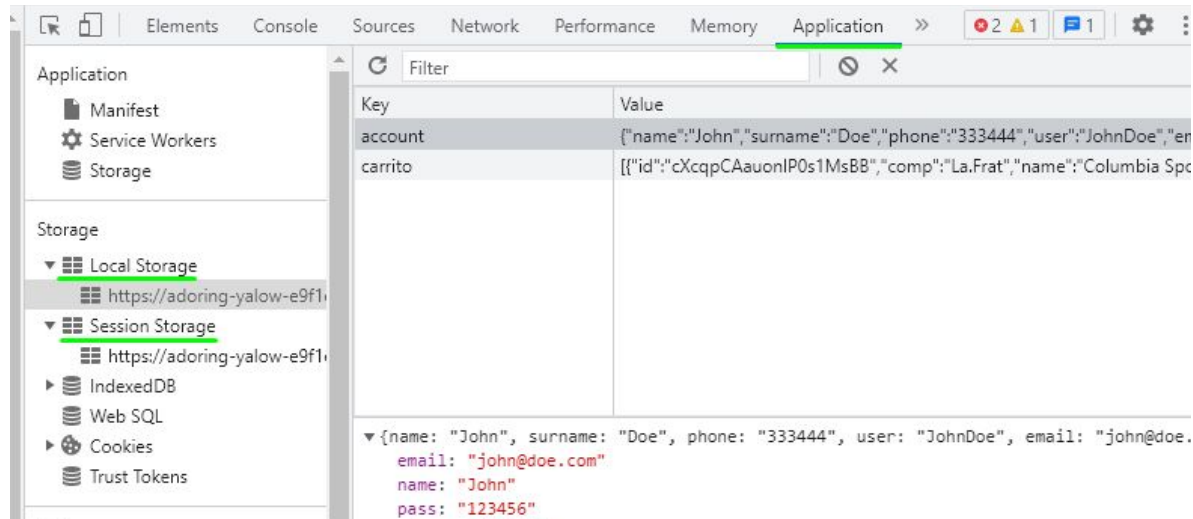 Elements Console Sources Network Performance Memory Application » 2 1 1
Application
Manifest
Service Workers
Storage
Storage
Local Storage
https://adoring-yalow-e9f1
Session Storage
https://adoring-yalow-e9f1
IndexedDB
Web SQL
Cookies
Trust Tokens
Filter
Key Value
account {"name":"John","surname":"Doe","phone":"333444","user":"JohnDoe","em
carrito [{"id":"cXcqpCAauonIP0s1MsBB","comp":"La.Frat","name":"Columbia Spo
{name: "John", surname: "Doe", phone: "333444", user: "JohnDoe", email: "john@doe.
email: "john@doe.com"
name: "John"
pass: "123456"